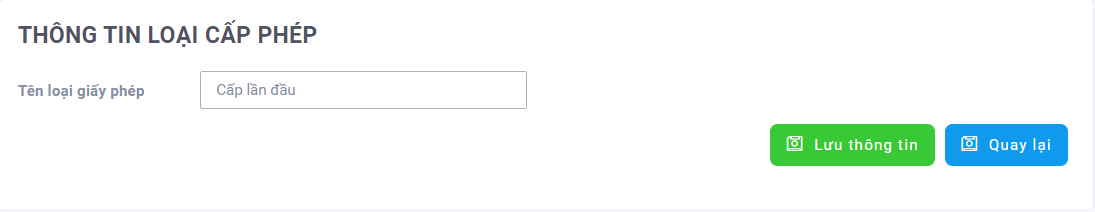 THÔNG TIN LOẠI CẤP PHÉP
Tên loại giấy phép
Cấp lần đầu
Lưu thông tin
Quay lại